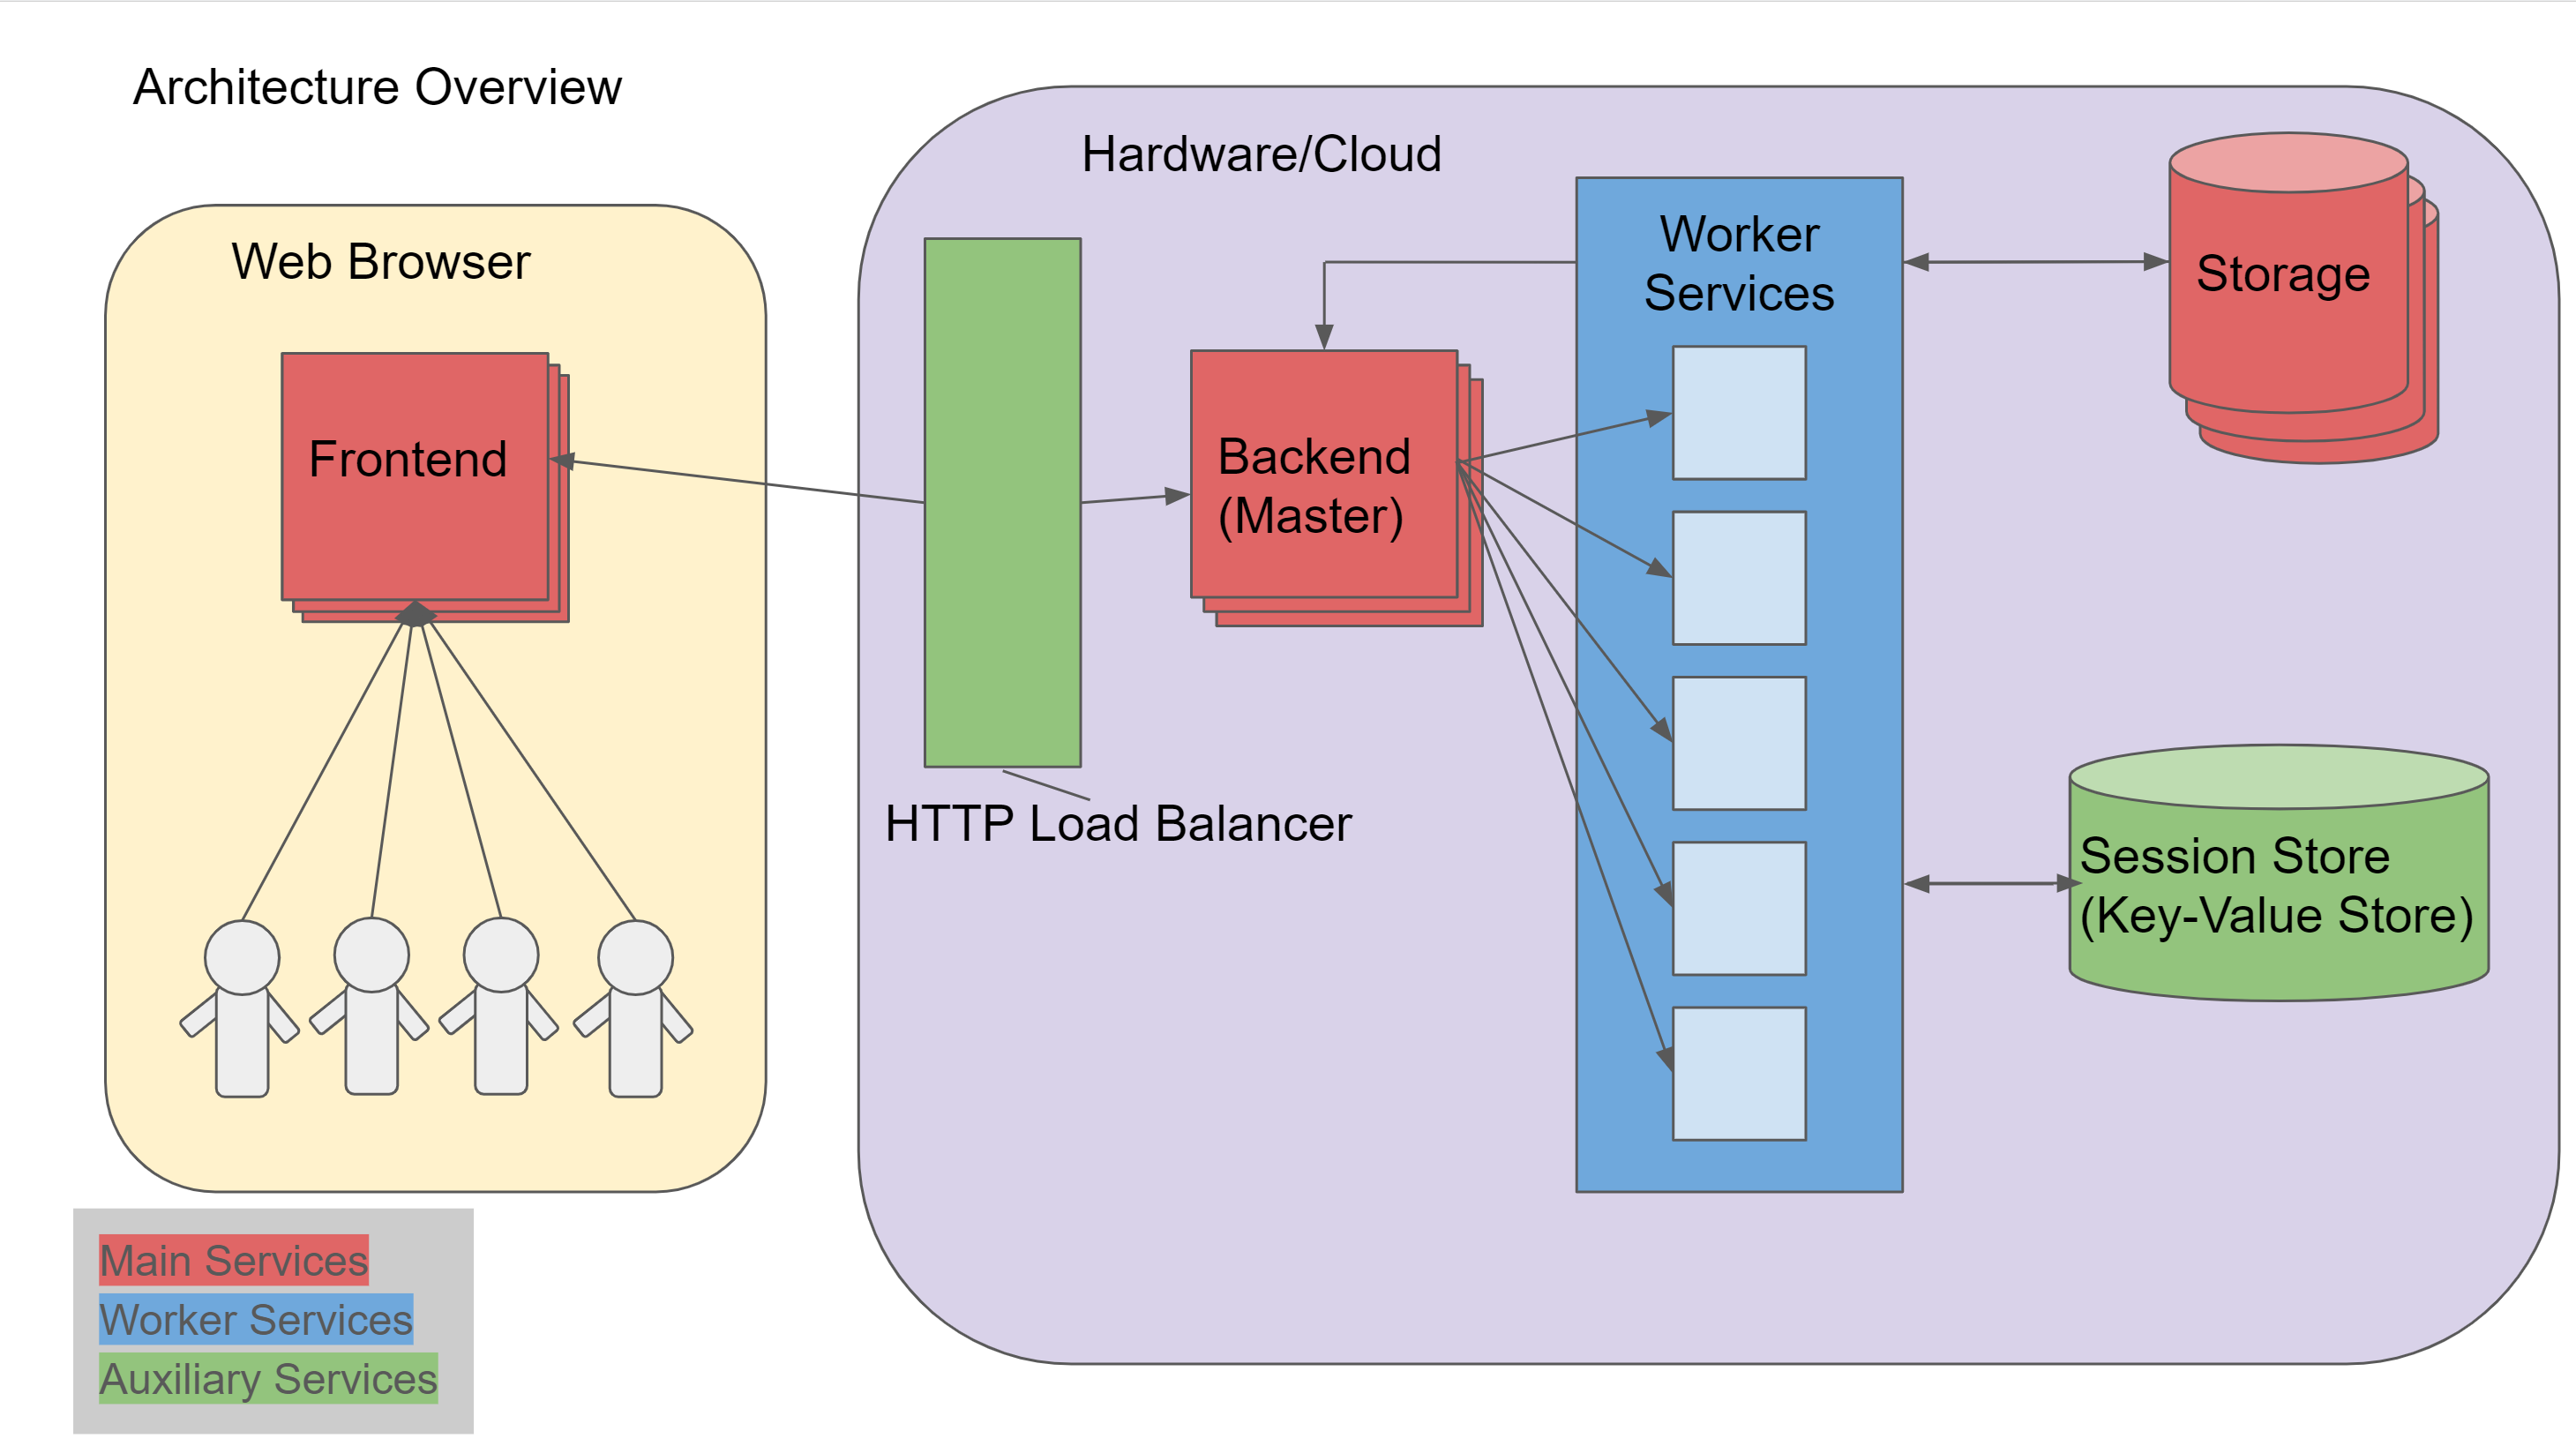 Architecture Overview
Hardware/Cloud
Web Browser
Worker
Services
Storage
Frontend
Backend
(Master)
HTTP Load Balancer
Session Store
(Key-Value Store)
Main Services
Worker Services
Auxiliary Services